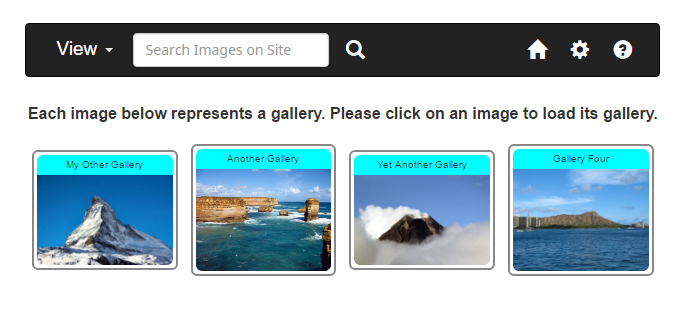 View
Search Images on Site
Each image below represents a gallery. Please click on an image to load its gallery.
My Other Gallery
Another Gallery
Yet Another Gallery
Gallery Four